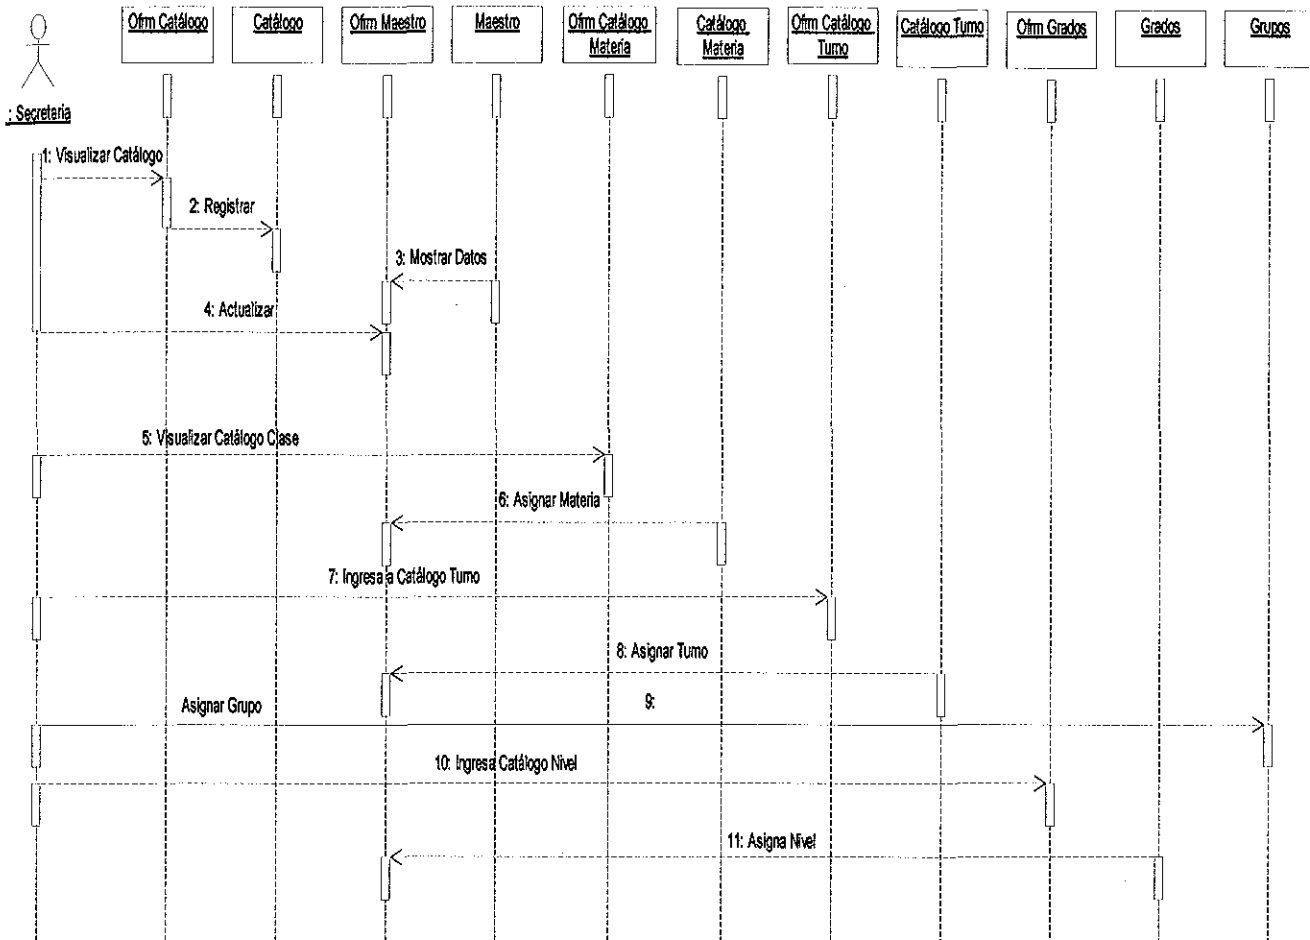 Ofrm Catálogo
Catálogo
Ofrm Maestro
Maestro
Ofrm Catálogo
Materia
Catálogo
Materia
Ofrm Catálogo
Turno
Catálogo Turno
Ofrm Grados
Grados
Grupos
: Secretaria
1: Visualizar Catálogo
2: Registrar
3: Mostrar Datos
4: Actualizar
5: Visualizar Catálogo Clase
6: Asignar Materia
7: Ingresa a Catálogo Turno
8: Asignar Turno
Asignar Grupo
9:
10: Ingresa Catálogo Nivel
11: Asigna Nivel